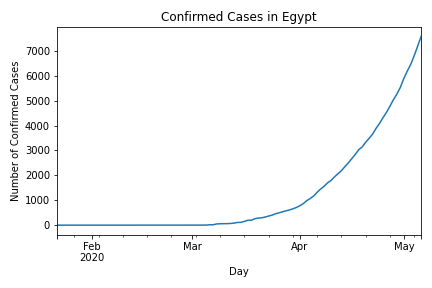 Confirmed Cases in Egypt
Number of Confirmed Cases
7000
6000
5000
4000
3000
2000
1000
0
Feb Mar Apr May
2020
Day